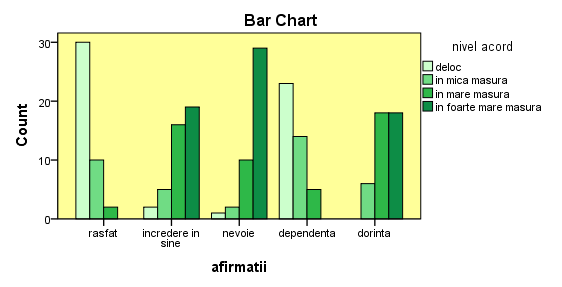 Bar Chart
nivel acord
deloc
in mica masura
in mare masura
in foarte mare masura
Count
30
20
10
0
rasfat
incredere in
sine
nevoie
dependenta
dorinta
afirmatii